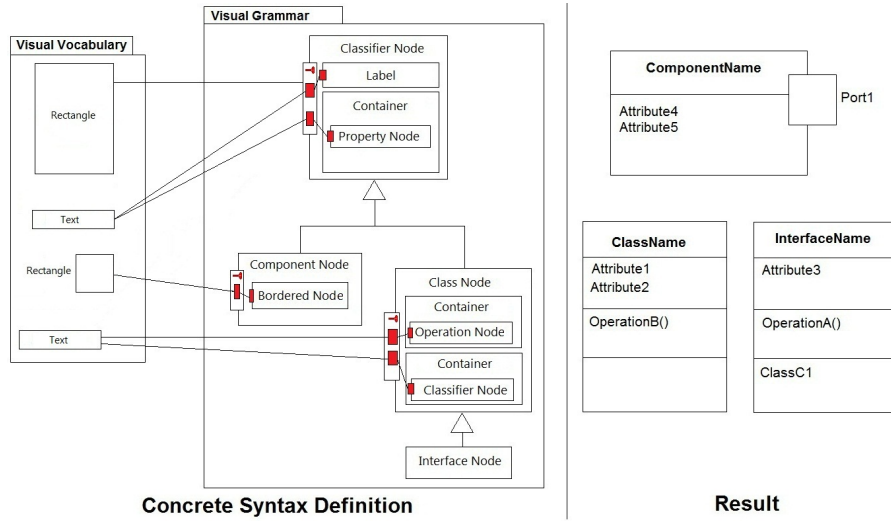 Visual Grammar
Visual Vocabulary
Rectangle
Text
Rectangle
Text
Classifier Node
Label
Container
Property Node
Component Node
Bordered Node
Class Node
Container
Operation Node
Container
Classifier Node
Interface Node
Concrete Syntax Definition
ComponentName
Attribute4
Attribute5
Port1
ClassName
Attribute1
Attribute2
OperationB()
InterfaceName
Attribute3
OperationA()
ClassC1
Result